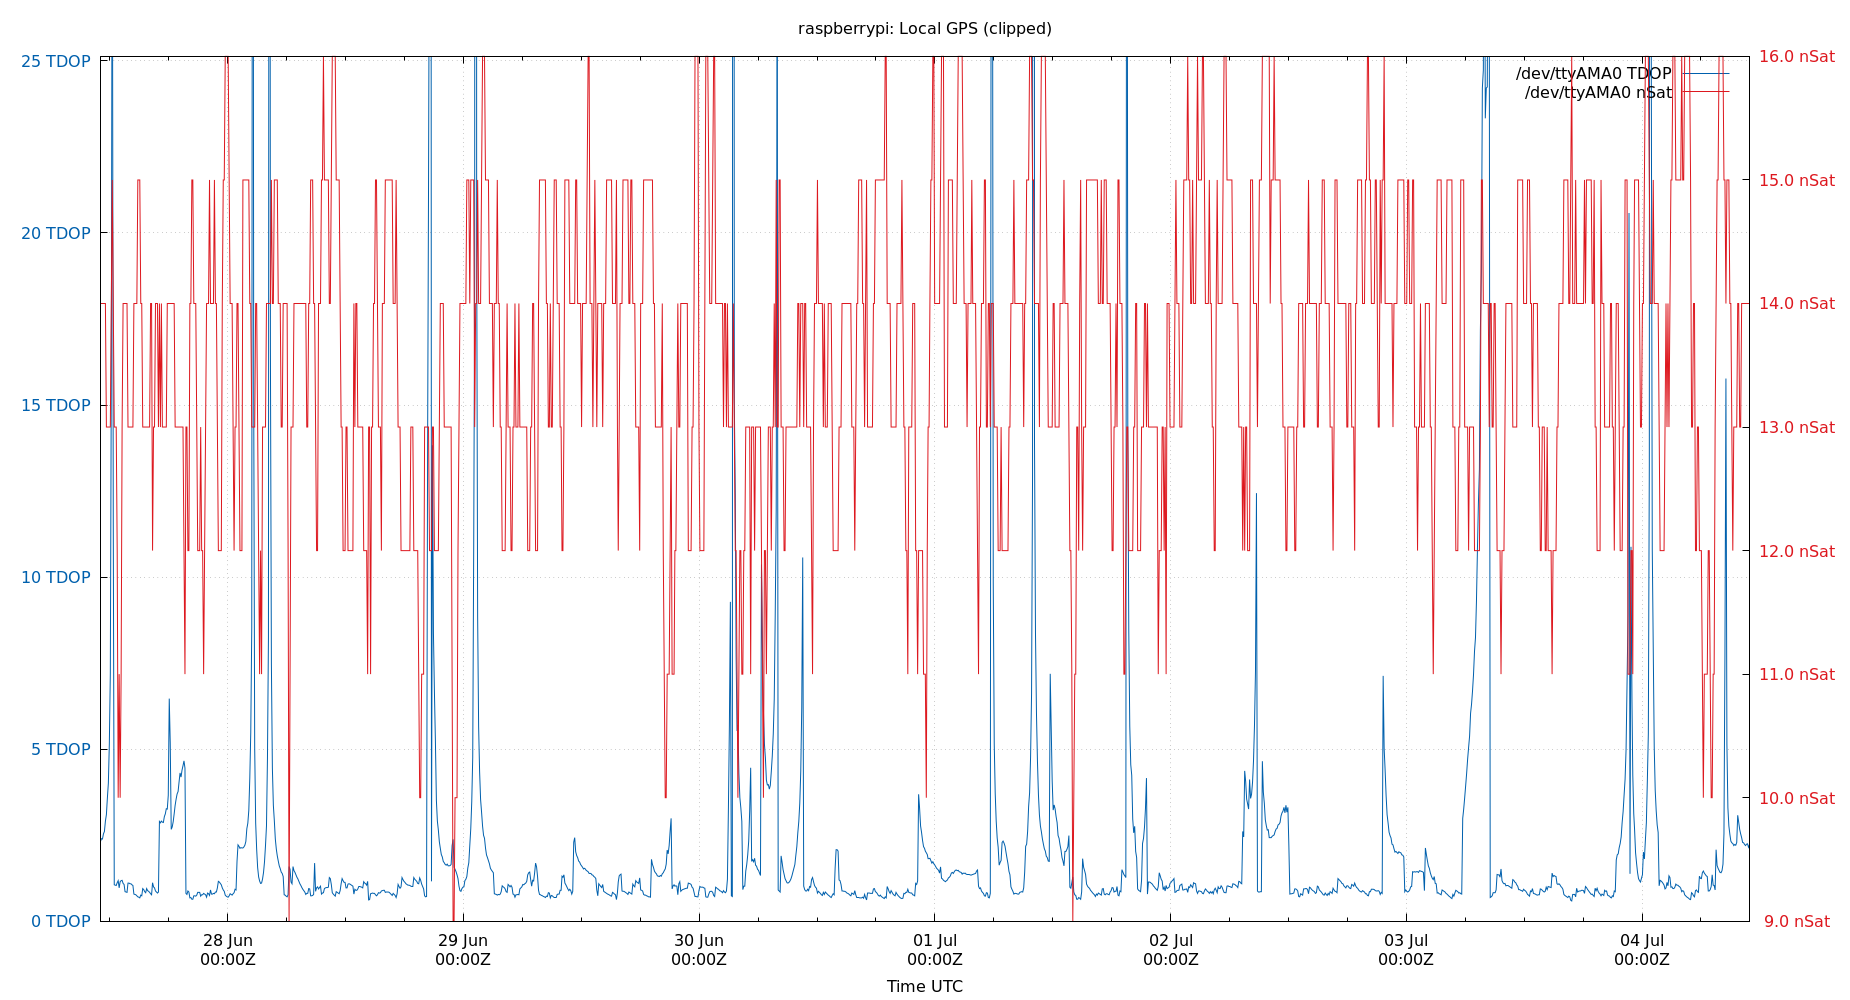 raspberrypi: Local GPS (clipped)
25 TDOP
20 TDOP
15 TDOP
10 TDOP
5 TDOP
0 TDOP
16.0 nSat
15.0 nSat
14.0 nSat
13.0 nSat
12.0 nSat
11.0 nSat
10.0 nSat
9.0 nSat
/dev/ttyAMA0 TDOP
/dev/ttyAMA0 nSat
28 Jun
00:00Z
29 Jun
00:00Z
30 Jun
00:00Z
01 Jul
00:00Z
02 Jul
00:00Z
03 Jul
00:00Z
04 Jul
00:00Z
Time UTC